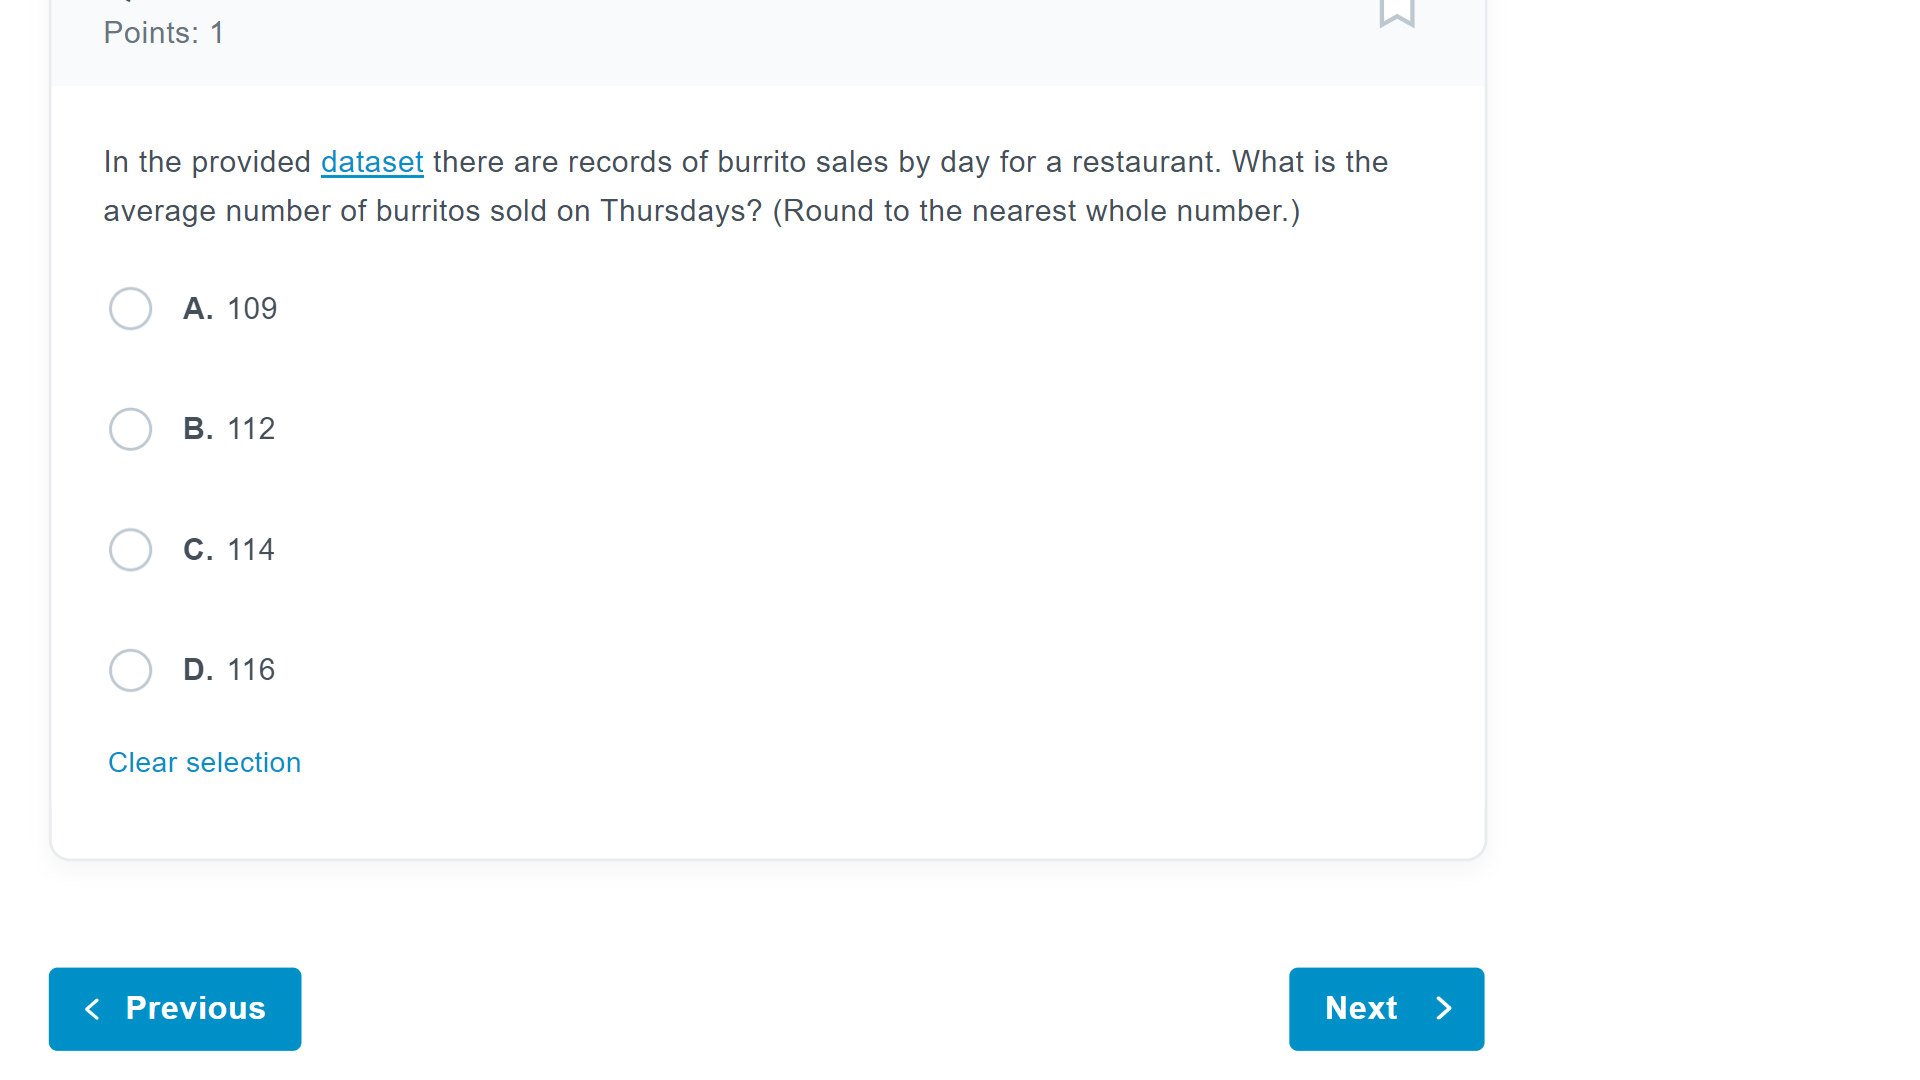 Points: 1
In the provided dataset there are records of burrito sales by day for a restaurant. What is the
average number of burritos sold on Thursdays? (Round to the nearest whole number.)
A. 109
B. 112
C. 114
D. 116
Clear selection
Previous
Next